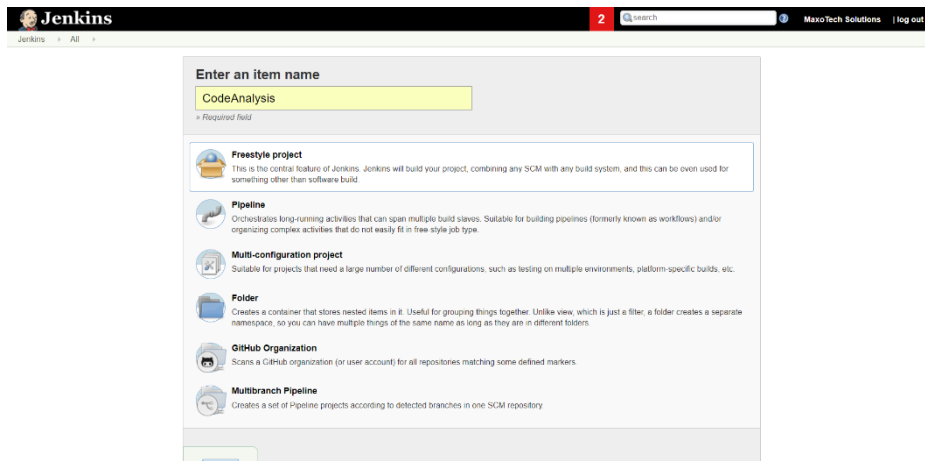 Jenkins
2
search
MaxoTech Solutions
| log out
Jenkins
All
Enter an item name
CodeAnalysis
» Required field
Freestyle project
This is the central feature of Jenkins. Jenkins will build your project, combining any SCM with any build system, and this can be even used for
something other than software build.
Pipeline
Orchestrates long-running activities that can span multiple build slaves. Suitable for building pipelines (formerly known as workflows) and/or
organizing complex activities that do not easily fit in free-style job type.
Multi-configuration project
Suitable for projects that need a large number of different configurations, such as testing on multiple environments, platform-specific builds, etc.
Folder
Creates a container that stores nested items in it. Useful for grouping things together. Unlike view, which is just a filter, a folder creates a separate
namespace, so you can have multiple things of the same name as long as they are in different folders.
GitHub Organization
Scans a GitHub organization (or user account) for all repositories matching some defined markers.
Multibranch Pipeline
Creates a set of Pipeline projects according to detected branches in one SCM repository.